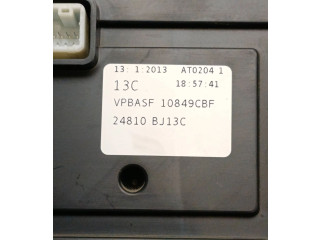 13· 1·2013 AT0204 1
13C 18:57:41
VPBASF 10849CBF
24810 BJ13C